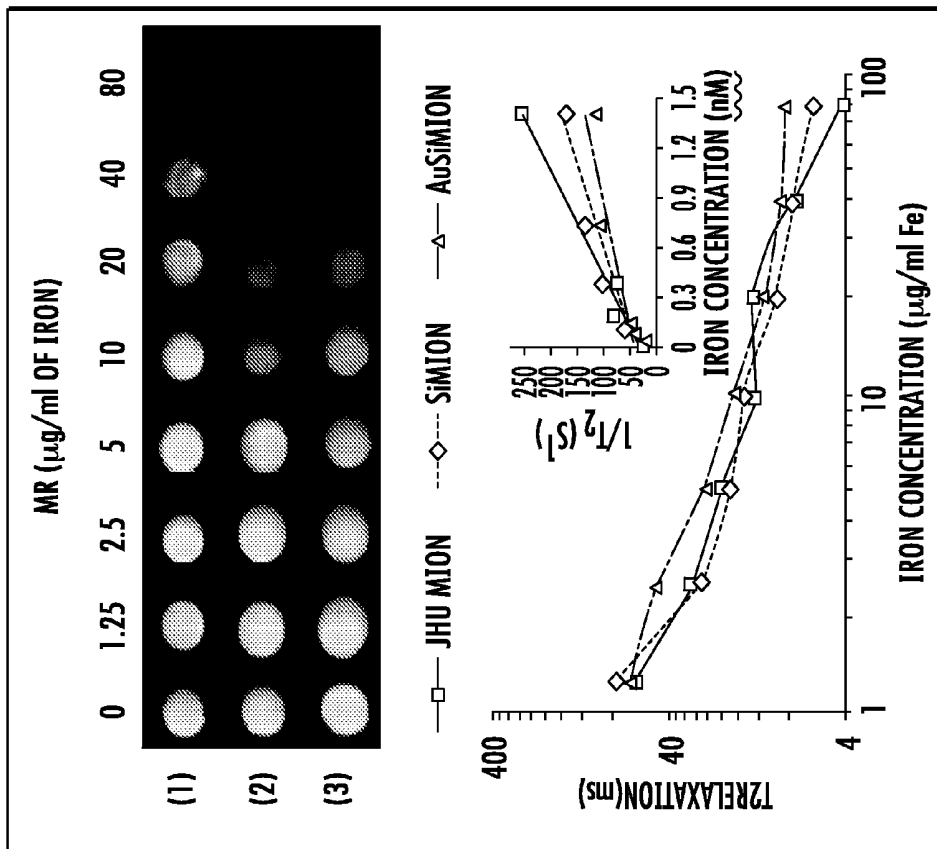 MR (µg/ml OF IRON)
0 1.25 2.5 5 10 20 40 80
(1)
(2)
(3)
JHU MION SiMION AuSiMION
400
40
4
T2RELAXATION(ms)
1 10 100
IRON CONCENTRATION (µg/ml Fe)
250
200
150
100
50
0
1/T2 (S1)
0 0.3 0.6 0.9 1.2 1.5
IRON CONCENTRATION (nM)